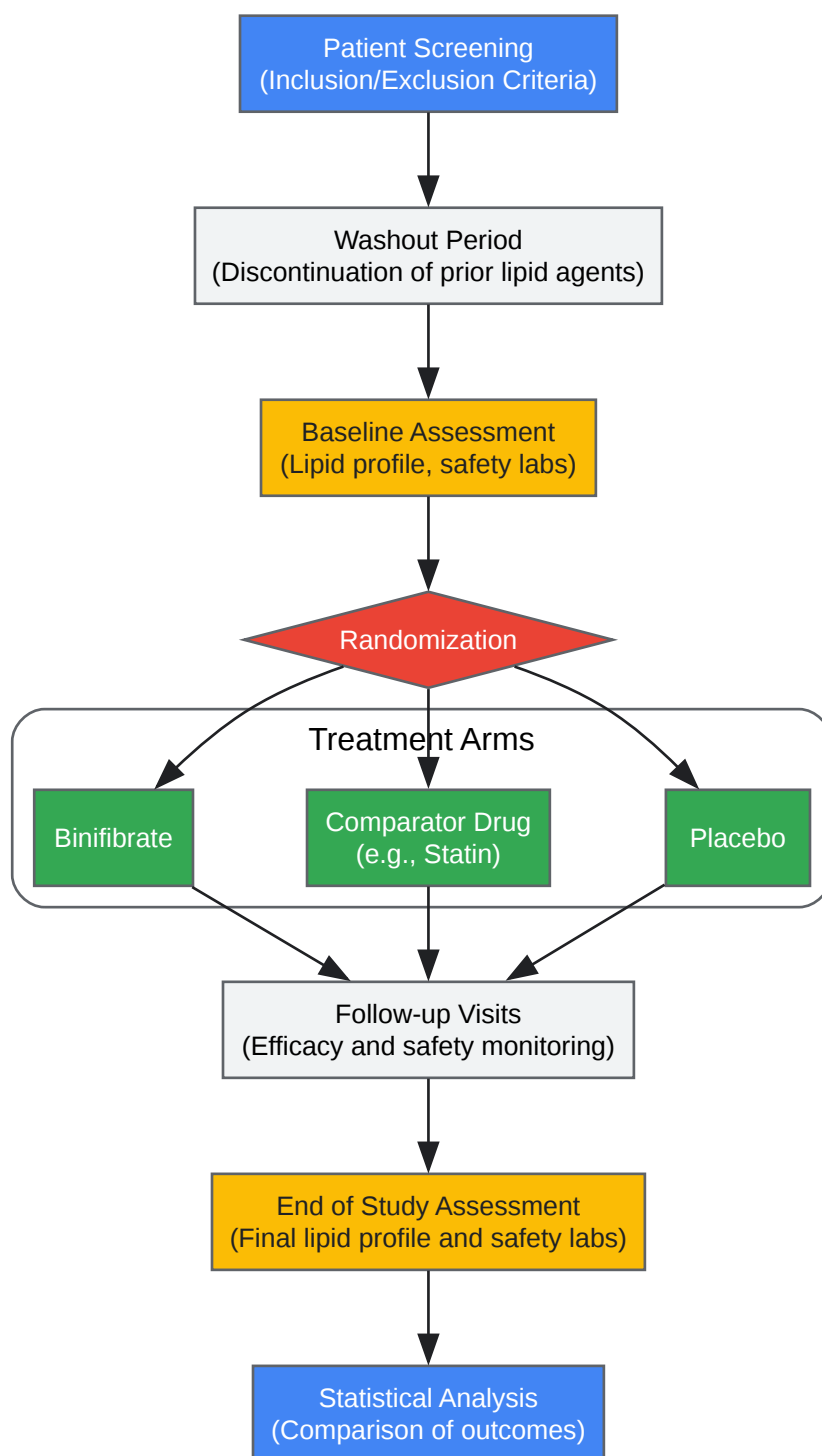 Patient Screening
(Inclusion/Exclusion Criteria)
Washout Period
(Discontinuation of prior lipid agents)
Baseline Assessment
(Lipid profile, safety labs)
Randomization
Treatment Arms
Binifibrate
Comparator Drug
(e.g., Statin)
Placebo
Follow-up Visits
(Efficacy and safety monitoring)
End of Study Assessment
(Final lipid profile and safety labs)
Statistical Analysis
(Comparison of outcomes)